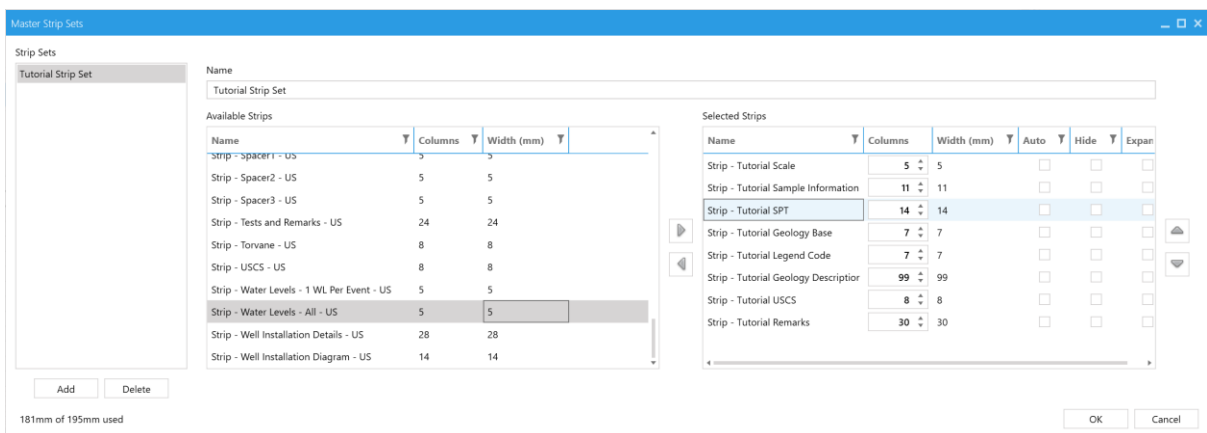 Master Strip Sets
Strip Sets
Tutorial Strip Set
Name
Tutorial Strip Set
Available Strips
Name Columns Width (mm)
Strip - Spacer1 - US 5 5
Strip - Spacer2 - US 5 5
Strip - Spacer3 - US 5 5
Strip - Tests and Remarks - US 24 24
Strip - Torvane - US 8 8
Strip - USCS - US 8 8
Strip - Water Levels - 1 WL Per Event - US 5 5
Strip - Water Levels - All - US 5 5
Strip - Well Installation Details - US 28 28
Strip - Well Installation Diagram - US 14 14
Selected Strips
Name Columns Width (mm) Auto Hide Expan
Strip - Tutorial Scale 5 5
Strip - Tutorial Sample Information 11 11
Strip - Tutorial SPT 14 14
Strip - Tutorial Geology Base 7 7
Strip - Tutorial Legend Code 7 7
Strip - Tutorial Geology Description 99 99
Strip - Tutorial USCS 8 8
Strip - Tutorial Remarks 30 30
Add Delete
181mm of 195mm used
OK Cancel